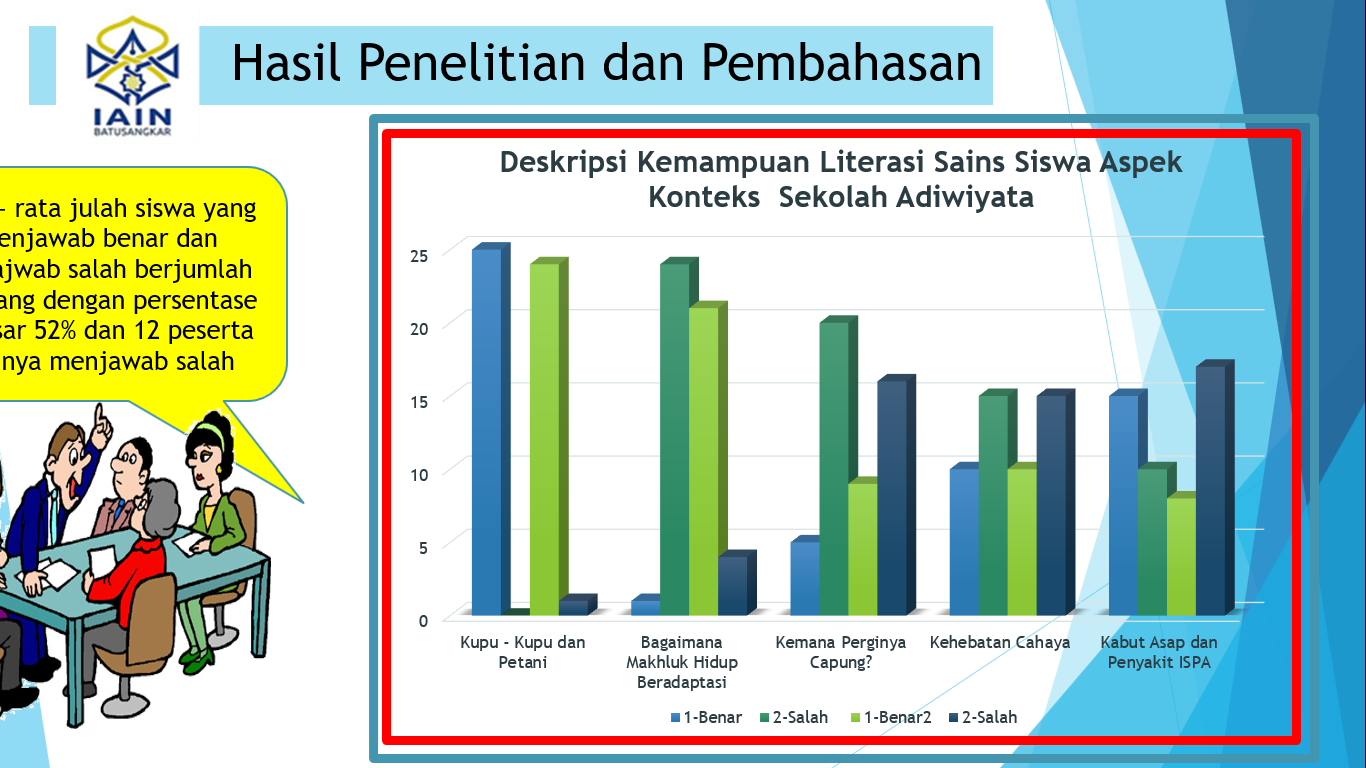 Hasil Penelitian dan Pembahasan
IAIN
BATUSANGKAR
- rata julah siswa yang
enjawab benar dan
ajwab salah berjumlah
ang dengan persentase
sar 52% dan 12 peserta
nya menjawab salah
Deskripsi Kemampuan Literasi Sains Siswa Aspek
Konteks Sekolah Adiwiyata
25
20
15
10
5
0
Kupu - Kupu dan
Petani
Bagaimana
Makhluk Hidup
Beradaptasi
Kemana Perginya
Capung?
Kehebatan Cahaya
Kabut Asap dan
Penyakit ISPA
1-Benar 2-Salah 1-Benar2 2-Salah